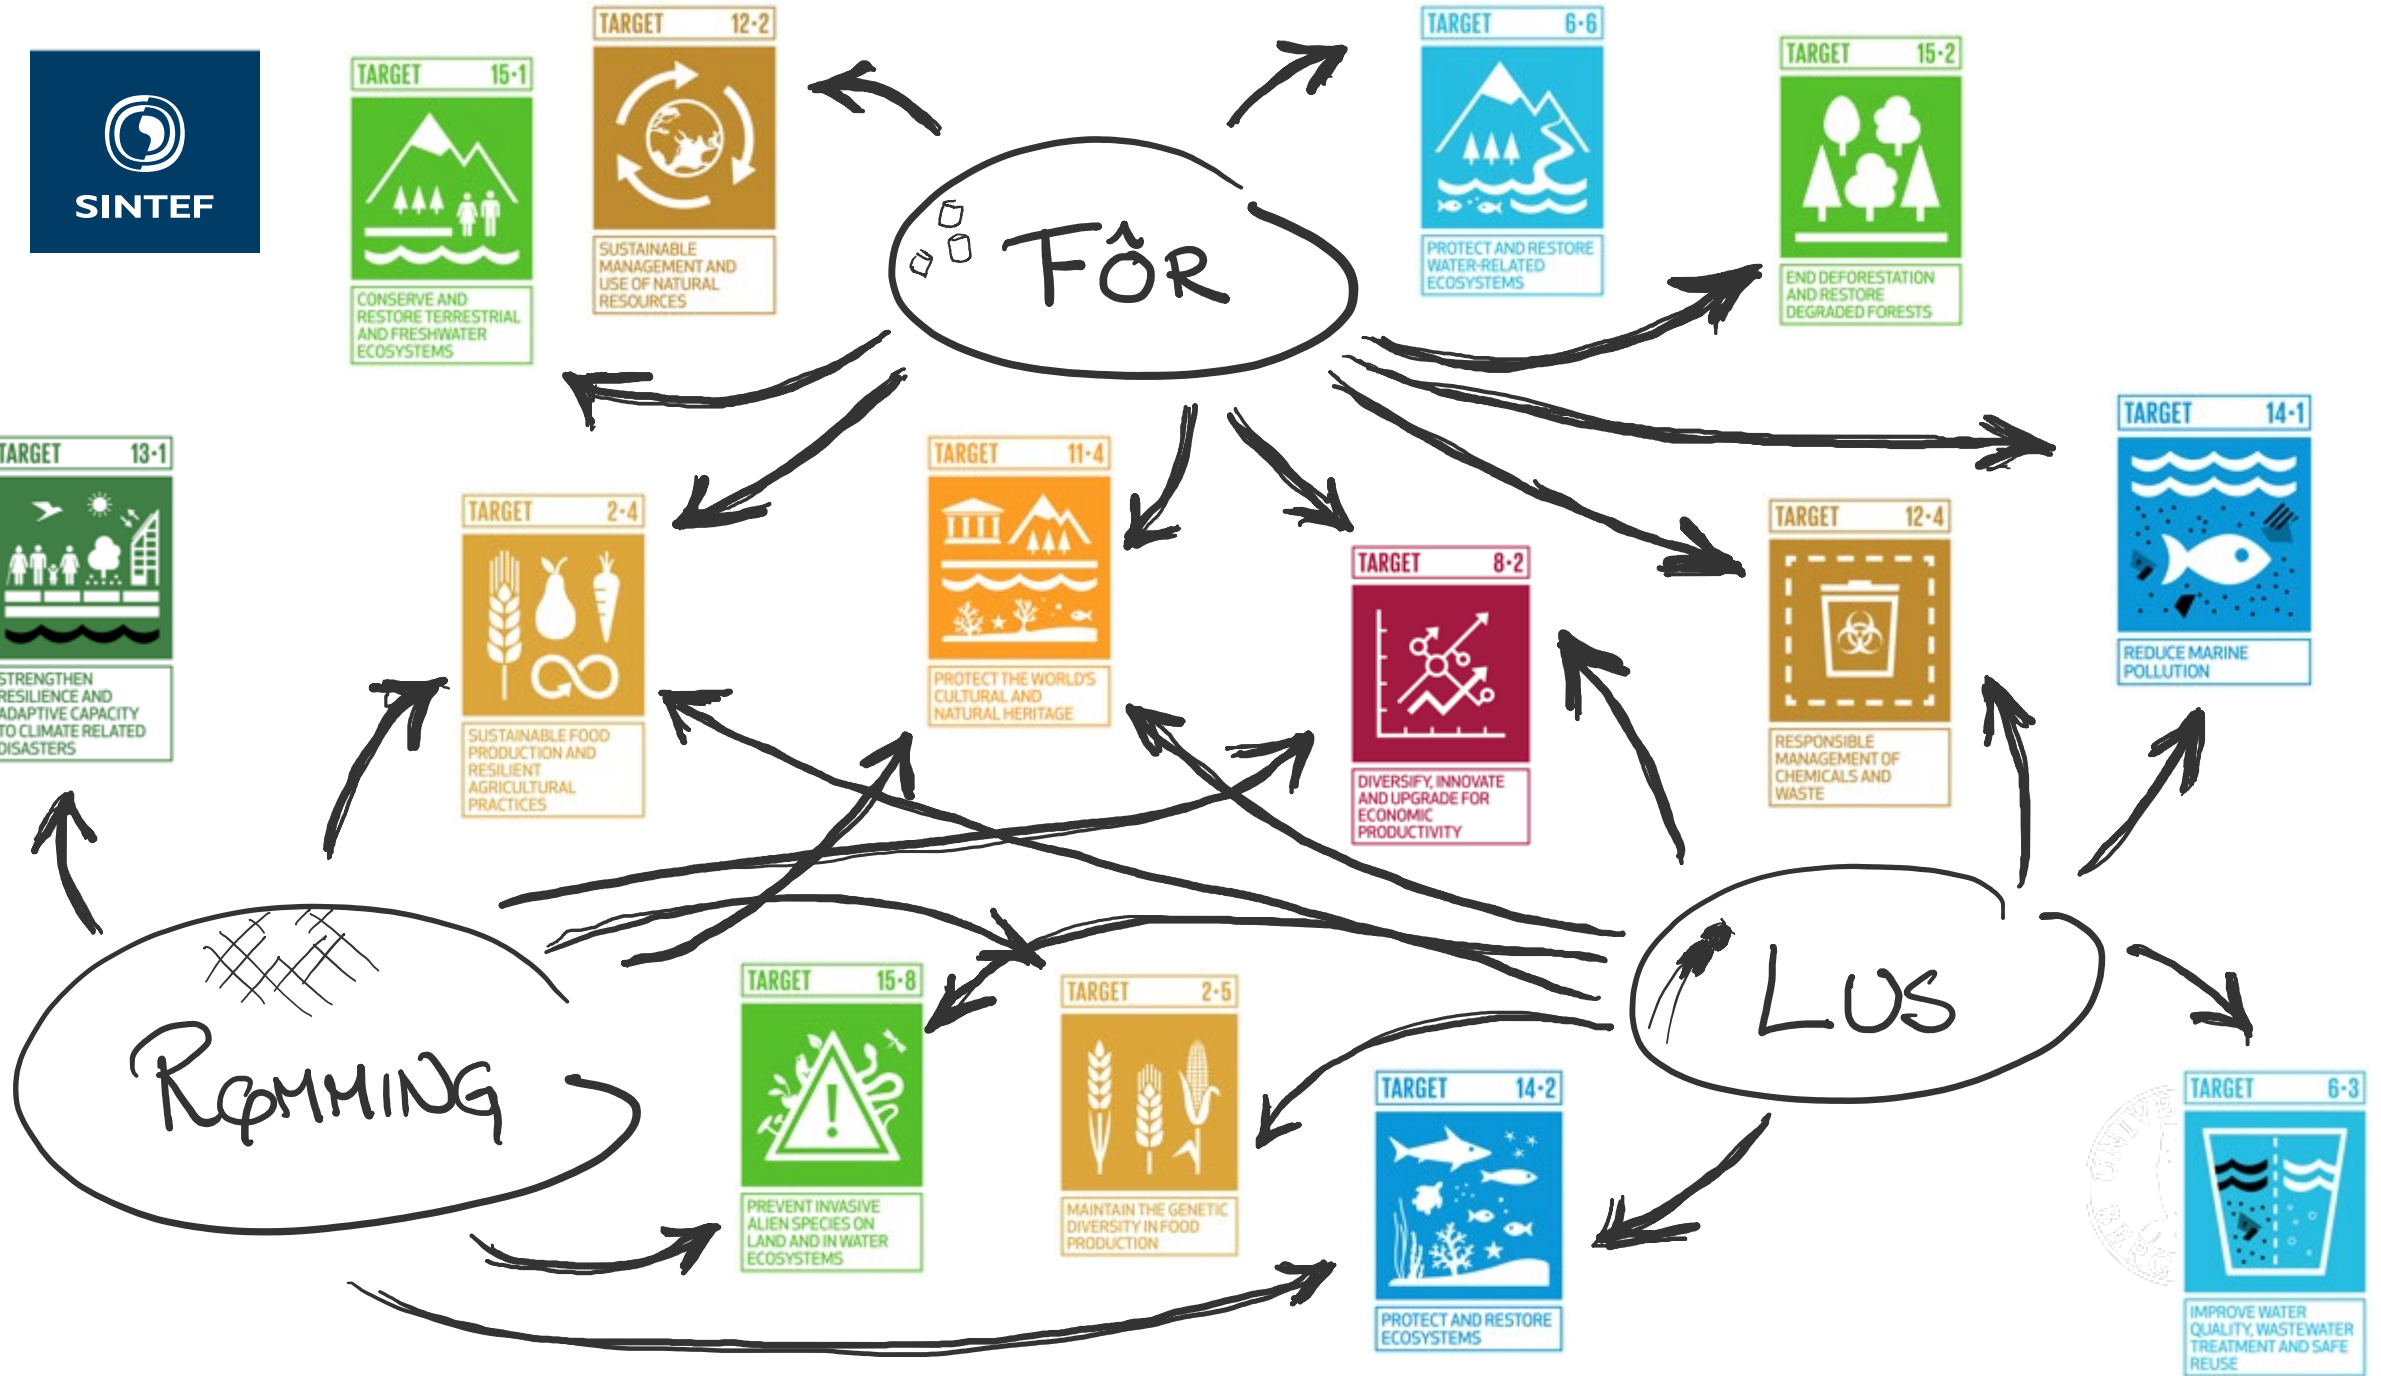 SINTEF
TARGET 15·1
CONSERVE AND
RESTORE TERRESTRIAL
AND FRESHWATER
ECOSYSTEMS
TARGET 12·2
SUSTAINABLE
MANAGEMENT AND
USE OF NATURAL
RESOURCES
FÔR
TARGET 6·6
PROTECT AND RESTORE
WATER-RELATED
ECOSYSTEMS
TARGET 15·2
END DEFORESTATION
AND RESTORE
DEGRADED FORESTS
TARGET 13·1
STRENGTHEN
RESILIENCE AND
ADAPTIVE CAPACITY
TO CLIMATE RELATED
DISASTERS
TARGET 2·4
SUSTAINABLE FOOD
PRODUCTION AND
RESILIENT
AGRICULTURAL
PRACTICES
TARGET 11·4
PROTECT THE WORLD'S
CULTURAL AND
NATURAL HERITAGE
TARGET 8·2
DIVERSIFY, INNOVATE
AND UPGRADE FOR
ECONOMIC
PRODUCTIVITY
TARGET 12·4
RESPONSIBLE
MANAGEMENT OF
CHEMICALS AND
WASTE
TARGET 14·1
REDUCE MARINE
POLLUTION
RØMMING
TARGET 15·8
PREVENT INVASIVE
ALIEN SPECIES ON
LAND AND IN WATER
ECOSYSTEMS
TARGET 2·5
MAINTAIN THE GENETIC
DIVERSITY IN FOOD
PRODUCTION
TARGET 14·2
PROTECT AND RESTORE
ECOSYSTEMS
LUS
TARGET 6·3
IMPROVE WATER
QUALITY, WASTEWATER
TREATMENT AND SAFE
REUSE